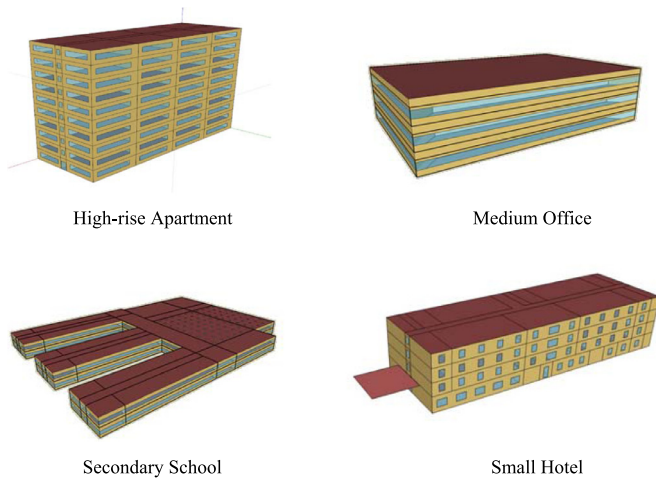 High-rise Apartment
Medium Office
Secondary School
Small Hotel